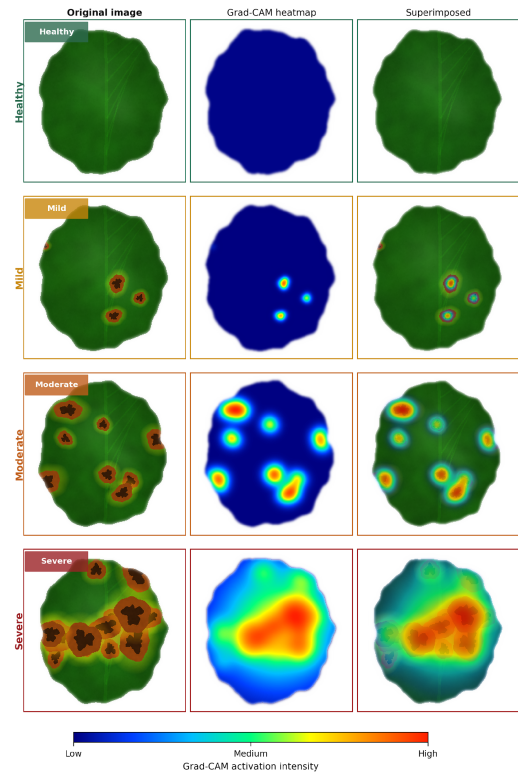 Original image
Grad-CAM heatmap
Superimposed
Healthy
Healthy
Mild
Mild
Moderate
Moderate
Severe
Severe
Low
Medium
High
Grad-CAM activation intensity